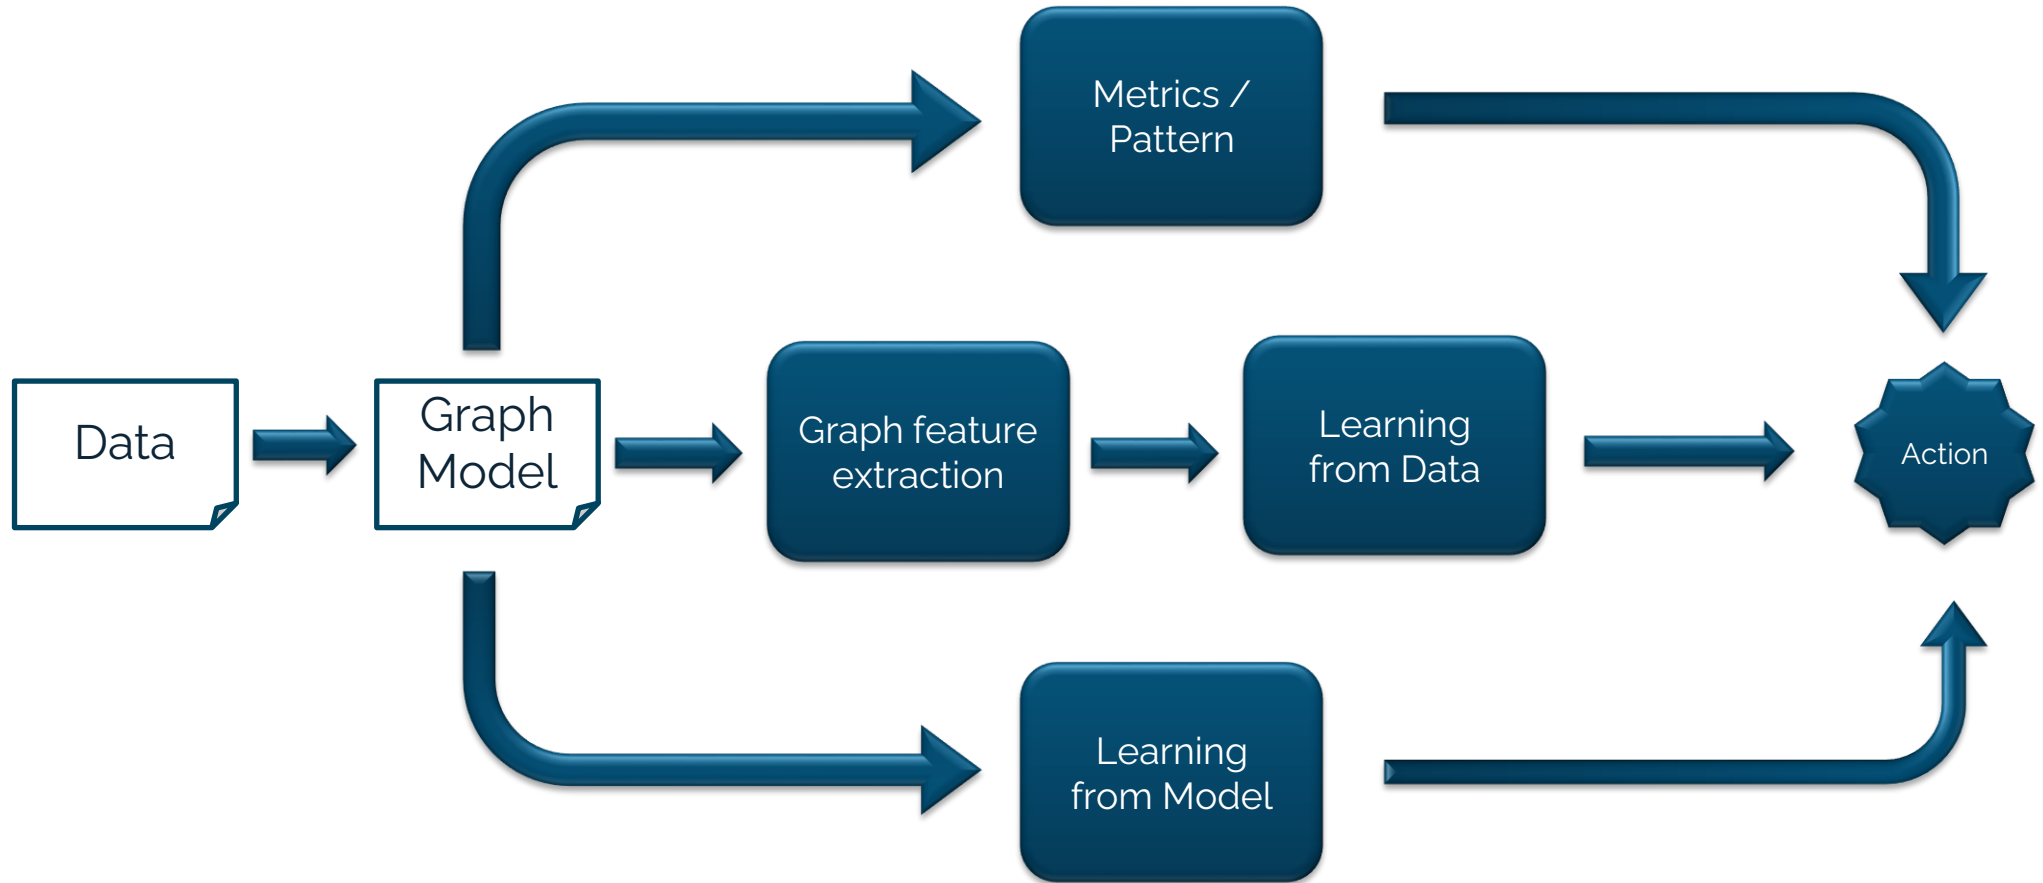 Metrics /
Pattern
Data
Graph
Model
Graph feature
extraction
Learning
from Data
Action
Learning
from Model